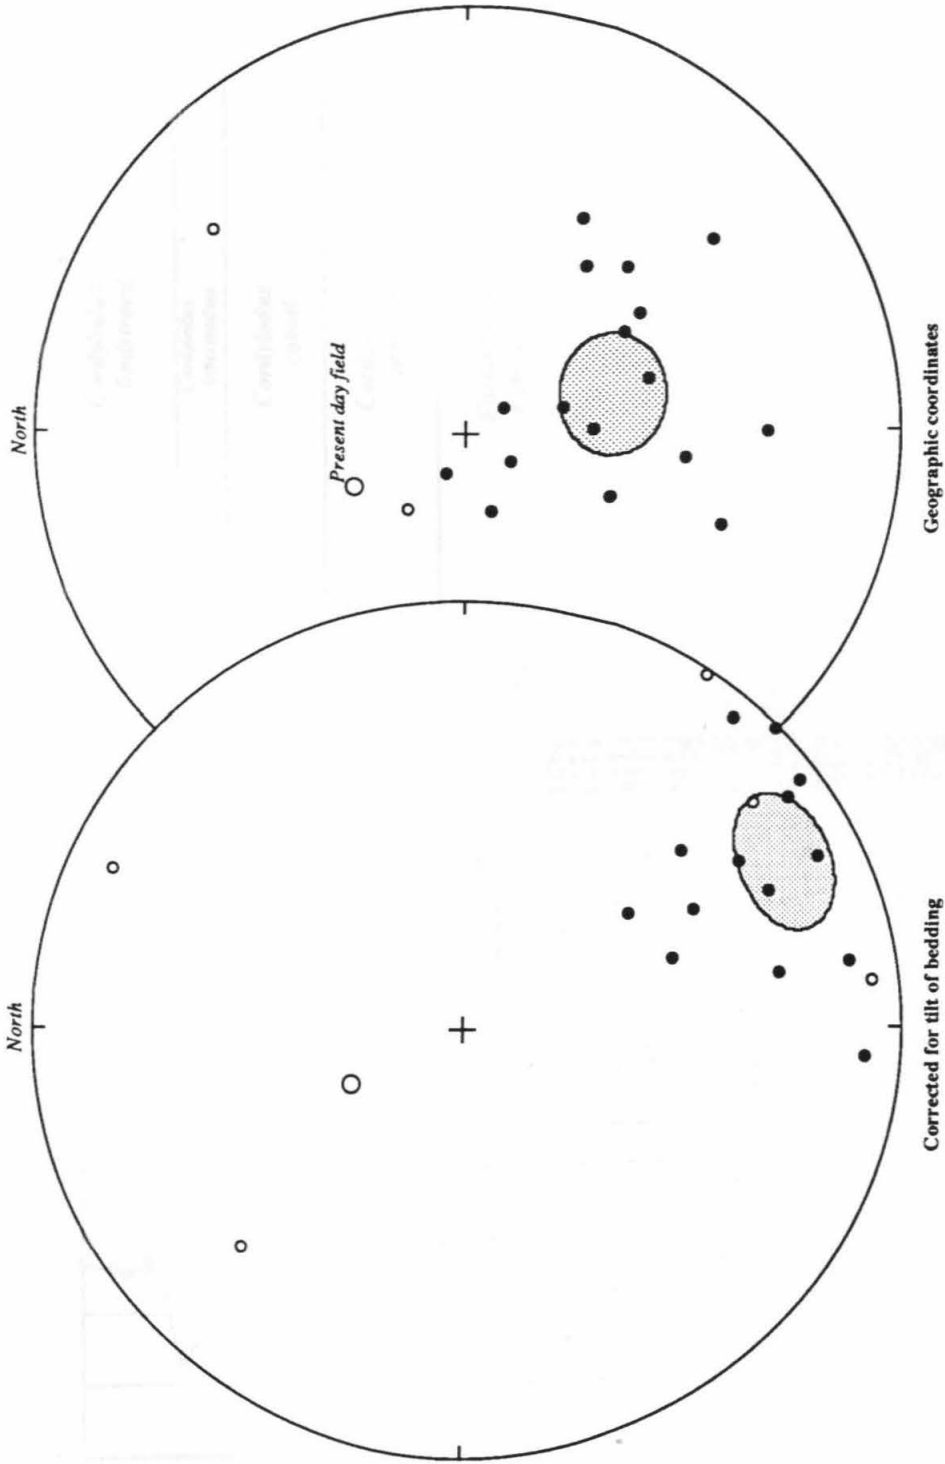 North
Present day field
Geographic coordinates
North
Corrected for tilt of bedding